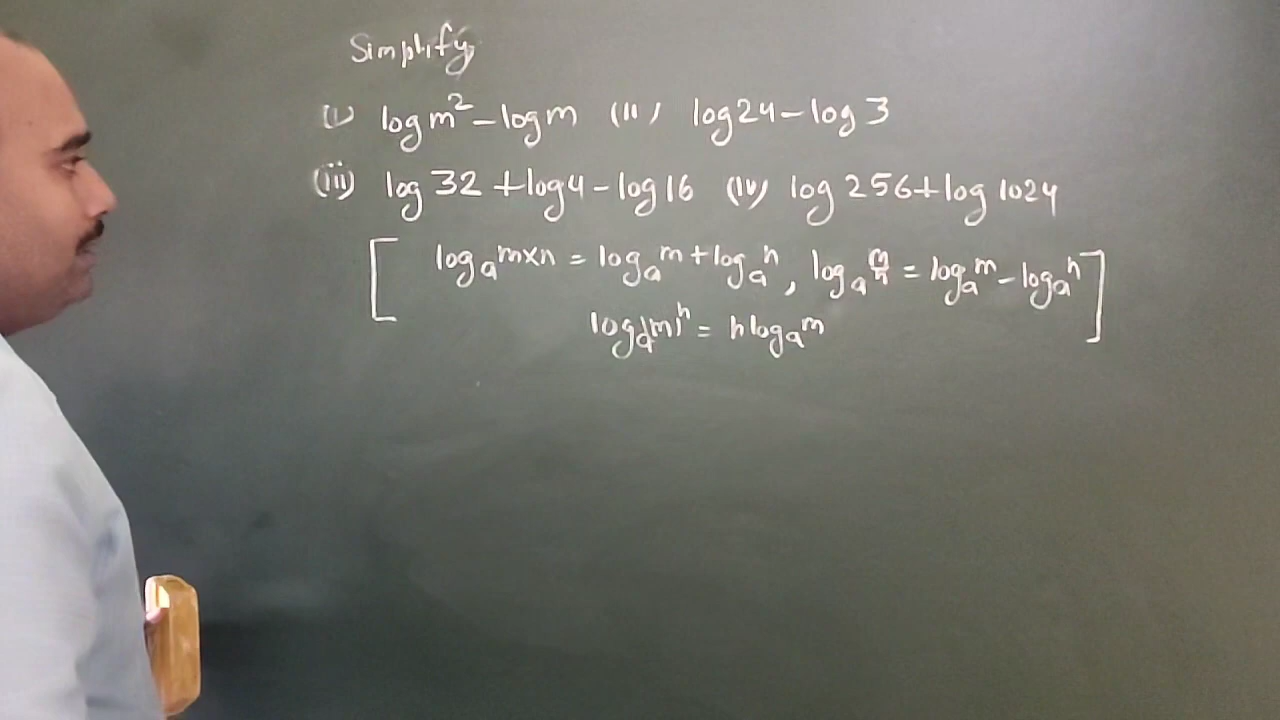 Simplify
(i) log m² - log m (ii) log 24 - log 3
(iii) log 32 + log 4 - log 16 (iv) log 256 + log 1024
[ logₐ m×n = logₐ m + logₐ n, logₐ m/n = logₐ m - logₐ n ]
logₐ(m)ⁿ = n logₐ m